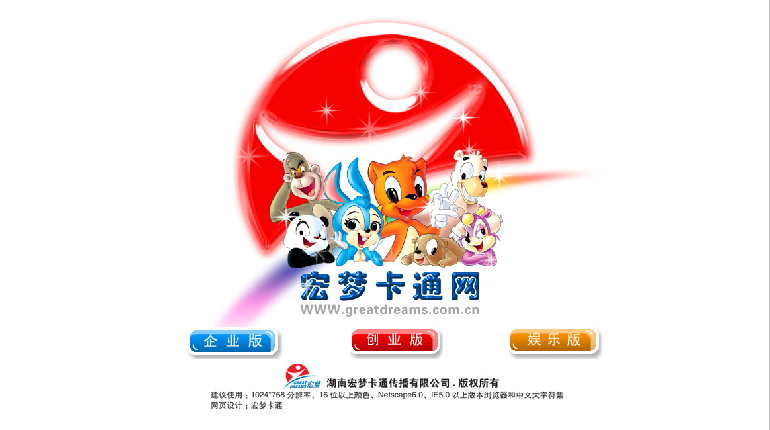 宏梦卡通网
WWW.greatdreams.com.cn
企业版 创业版 娱乐版
湖南宏梦卡通传播有限公司 . 版权所有
建议使用：1024*768 分辨率，16 位以上颜色、Netscape6.0、IE5.0 以上版本浏览器和中文大字符集
网页设计：宏梦卡通